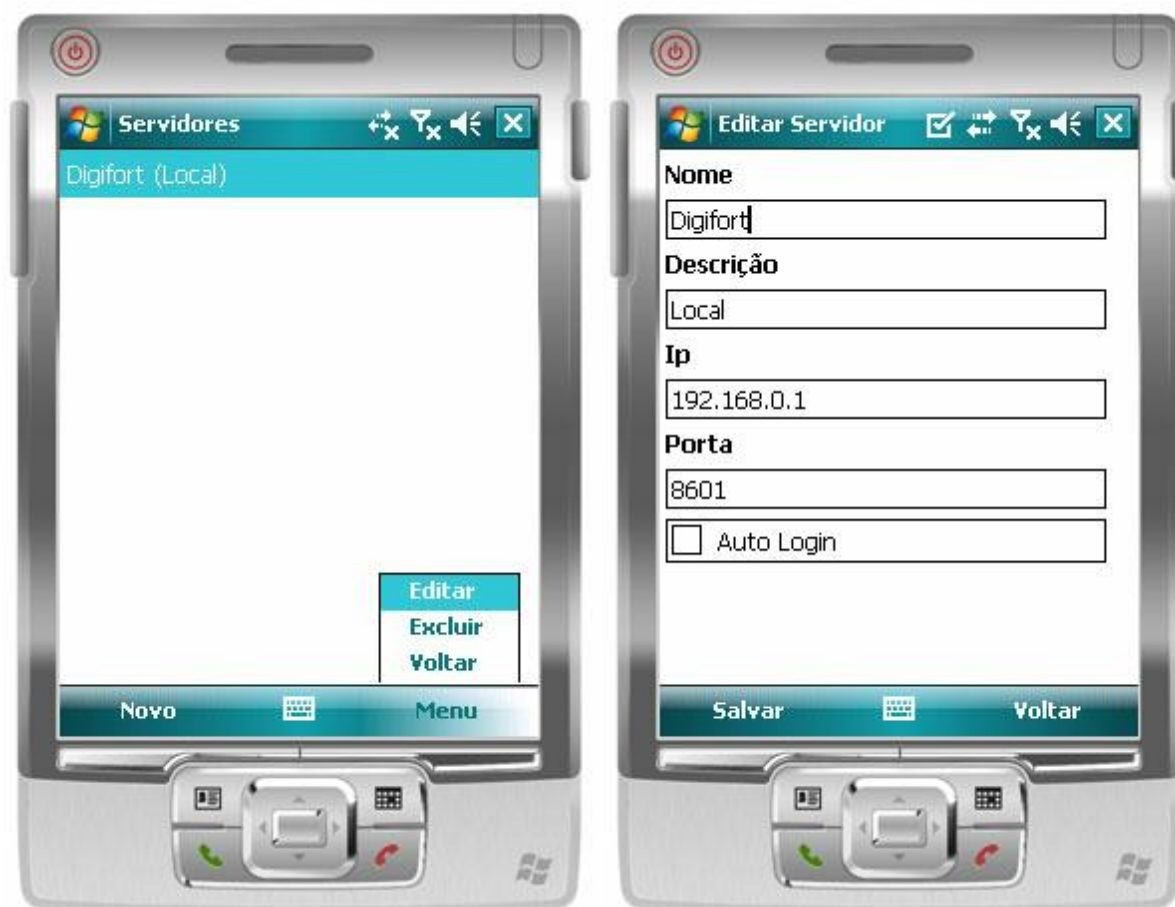 Servidores
Digifort (Local)
Editar
Excluir
Voltar
Novo
Menu
Editar Servidor
Nome
Digifort
Descrição
Local
Ip
192.168.0.1
Porta
8601
Auto Login
Salvar
Voltar